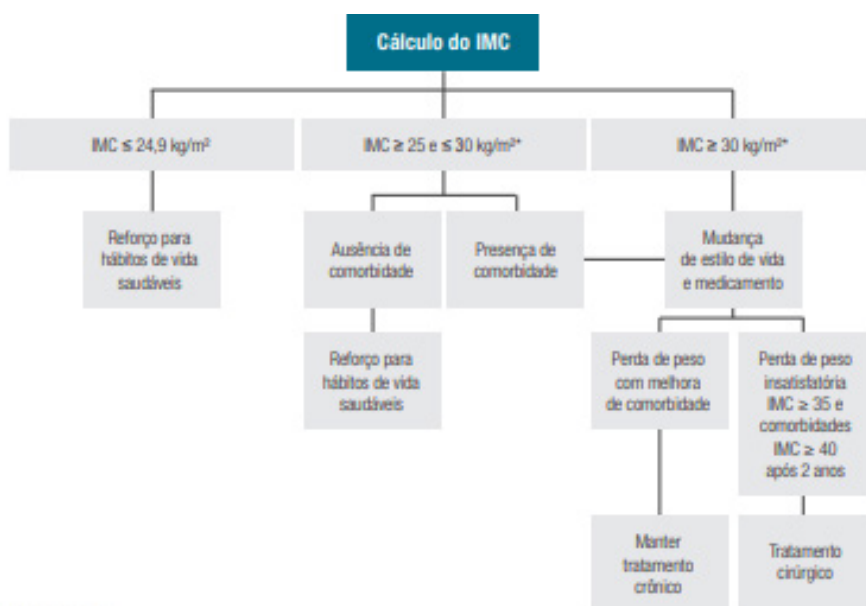 Cálculo do IMC
IMC ≤ 24,9 kg/m²
IMC ≥ 25 e ≤ 30 kg/m²*
IMC ≥ 30 kg/m²*
Reforço para
hábitos de vida
saudáveis
Ausência de
comorbidade
Presença de
comorbidade
Mudança
de estilo de vida
e medicamento
Reforço para
hábitos de vida
saudáveis
Perda de peso
com melhora
de comorbidade
Perda de peso
insatisfatória
IMC ≥ 35 e
comorbidades
IMC ≥ 40
após 2 anos
Manter
tratamento
crônico
Tratamento
cirúrgico